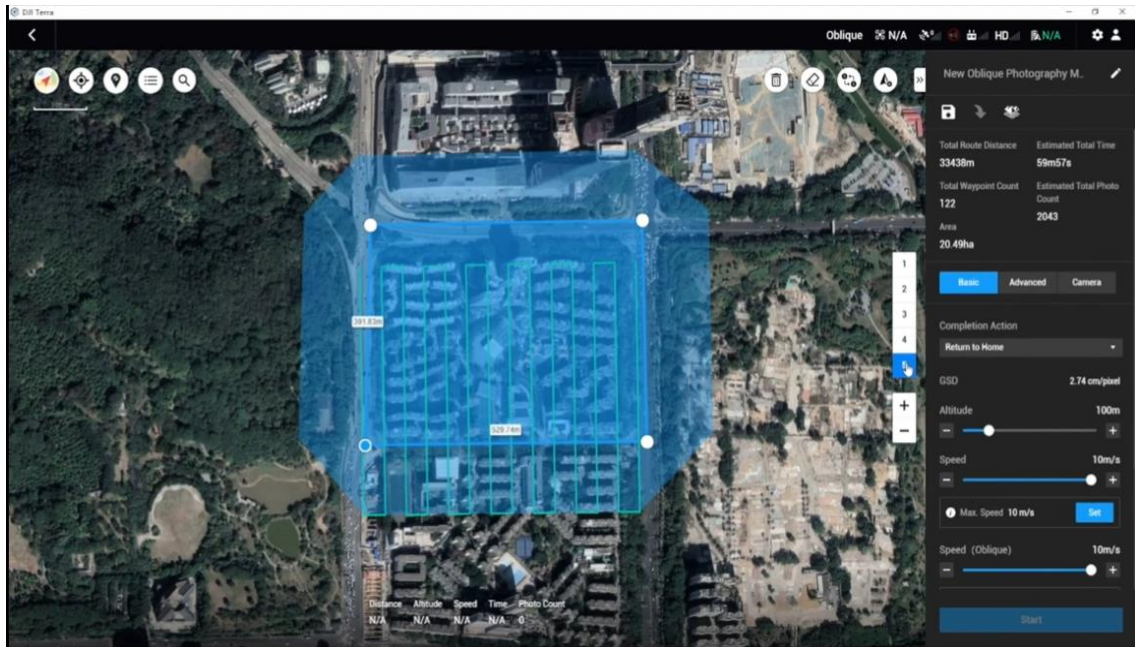 DJI Terra
Oblique N/A HD N/A
New Oblique Photography M..
Total Route Distance Estimated Total Time
33438m 59m57s
Total Waypoint Count Estimated Total Photo Count
122 2043
Area
20.49ha
1
2
3
4
5
Basic Advanced Camera
391.83m
529.74m
Completion Action
Return to Home
GSD 2.74 cm/pixel
Altitude 100m
Speed 10m/s
Max. Speed 10 m/s Set
Speed (Oblique) 10m/s
Start
Distance Altitude Speed Time Photo Count
N/A N/A N/A N/A 0